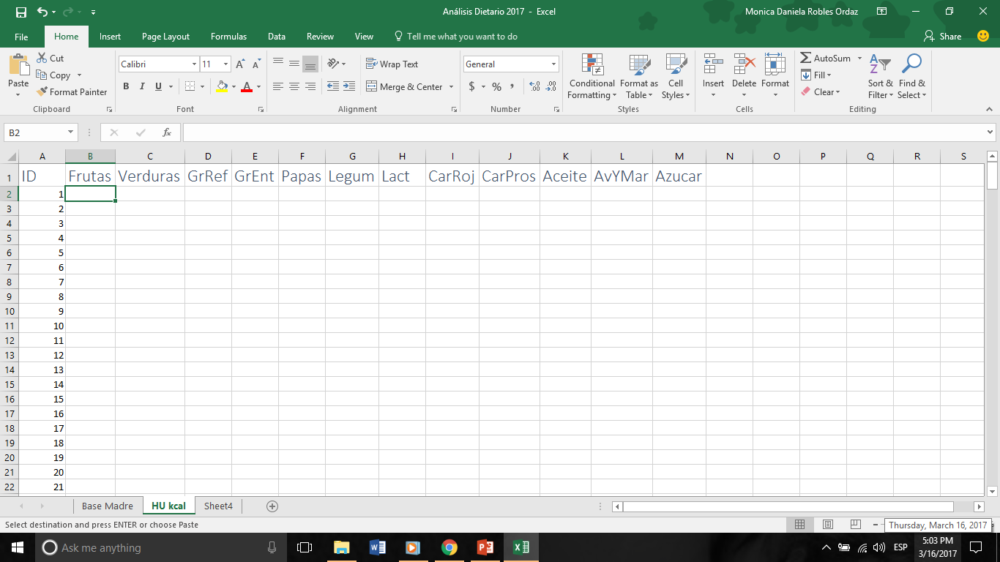 Análisis Dietario 2017 - Excel
Monica Daniela Robles Ordaz
File Home Insert Page Layout Formulas Data Review View Tell me what you want to do Share
Paste
Cut
Copy
Format Painter
Clipboard
Calibri 11
B I U
Font
Wrap Text
Merge & Center
Alignment
General
$ % ,
Number
Conditional Formatting
Format as Table
Cell Styles
Styles
Insert Delete Format
Cells
AutoSum
Fill
Clear
Sort & Filter
Find & Select
Editing
B2 fx
A B C D E F G H I J K L M N O P Q R S
1 ID Frutas Verduras GrRef GrEnt Papas Legum Lact CarRoj CarPros Aceite AvYMar Azucar
2 1
3 2
4 3
5 4
6 5
7 6
8 7
9 8
10 9
11 10
12 11
13 12
14 13
15 14
16 15
17 16
18 17
19 18
20 19
21 20
22 21
Base Madre HU kcal Sheet4
Select destination and press ENTER or choose Paste
Thursday, March 16, 2017
Ask me anything
ESP
5:03 PM
3/16/2017